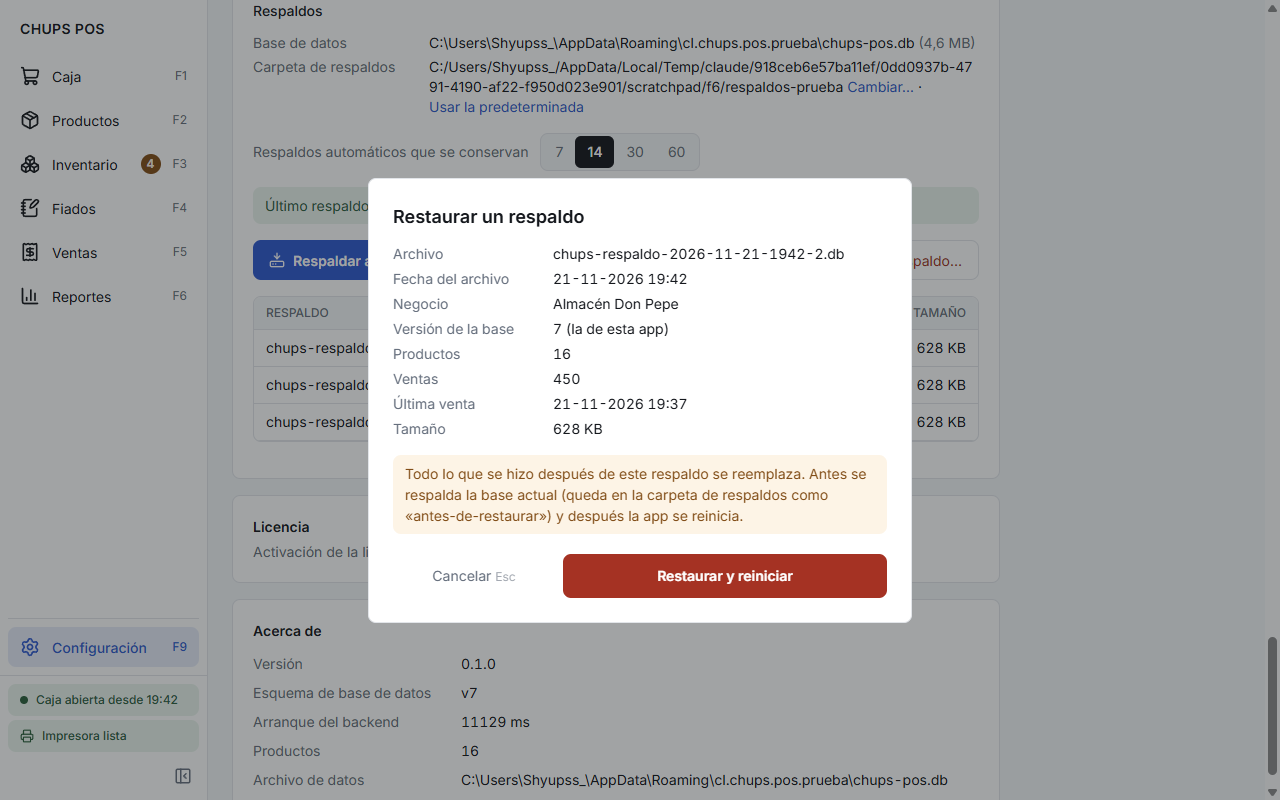 CHUPS POS
Caja F1
Productos F2
Inventario 4 F3
Fiados F4
Ventas F5
Reportes F6
Configuración F9
Caja abierta desde 19:42
Impresora lista
Respaldos
Base de datos C:\Users\Shyupss_\AppData\Roaming\cl.chups.pos.prueba\chups-pos.db (4,6 MB)
Carpeta de respaldos C:/Users/Shyupss_/AppData/Local/Temp/claude/918ceb6e57ba11ef/0dd0937b-47
91-4190-af22-f950d023e901/scratchpad/f6/respaldos-prueba Cambiar... ·
Usar la predeterminada
Respaldos automáticos que se conservan 7 14 30 60
Último respaldo
Respaldar a
paldo...
RESPALDO TAMAÑO
chups-respaldo 628 KB
chups-respaldo 628 KB
chups-respaldo 628 KB
Restaurar un respaldo
Archivo chups-respaldo-2026-11-21-1942-2.db
Fecha del archivo 21-11-2026 19:42
Negocio Almacén Don Pepe
Versión de la base 7 (la de esta app)
Productos 16
Ventas 450
Última venta 21-11-2026 19:37
Tamaño 628 KB
Todo lo que se hizo después de este respaldo se reemplaza. Antes se
respalda la base actual (queda en la carpeta de respaldos como
«antes-de-restaurar») y después la app se reinicia.
Cancelar Esc
Restaurar y reiniciar
Licencia
Activación de la li
Acerca de
Versión 0.1.0
Esquema de base de datos v7
Arranque del backend 11129 ms
Productos 16
Archivo de datos C:\Users\Shyupss_\AppData\Roaming\cl.chups.pos.prueba\chups-pos.db